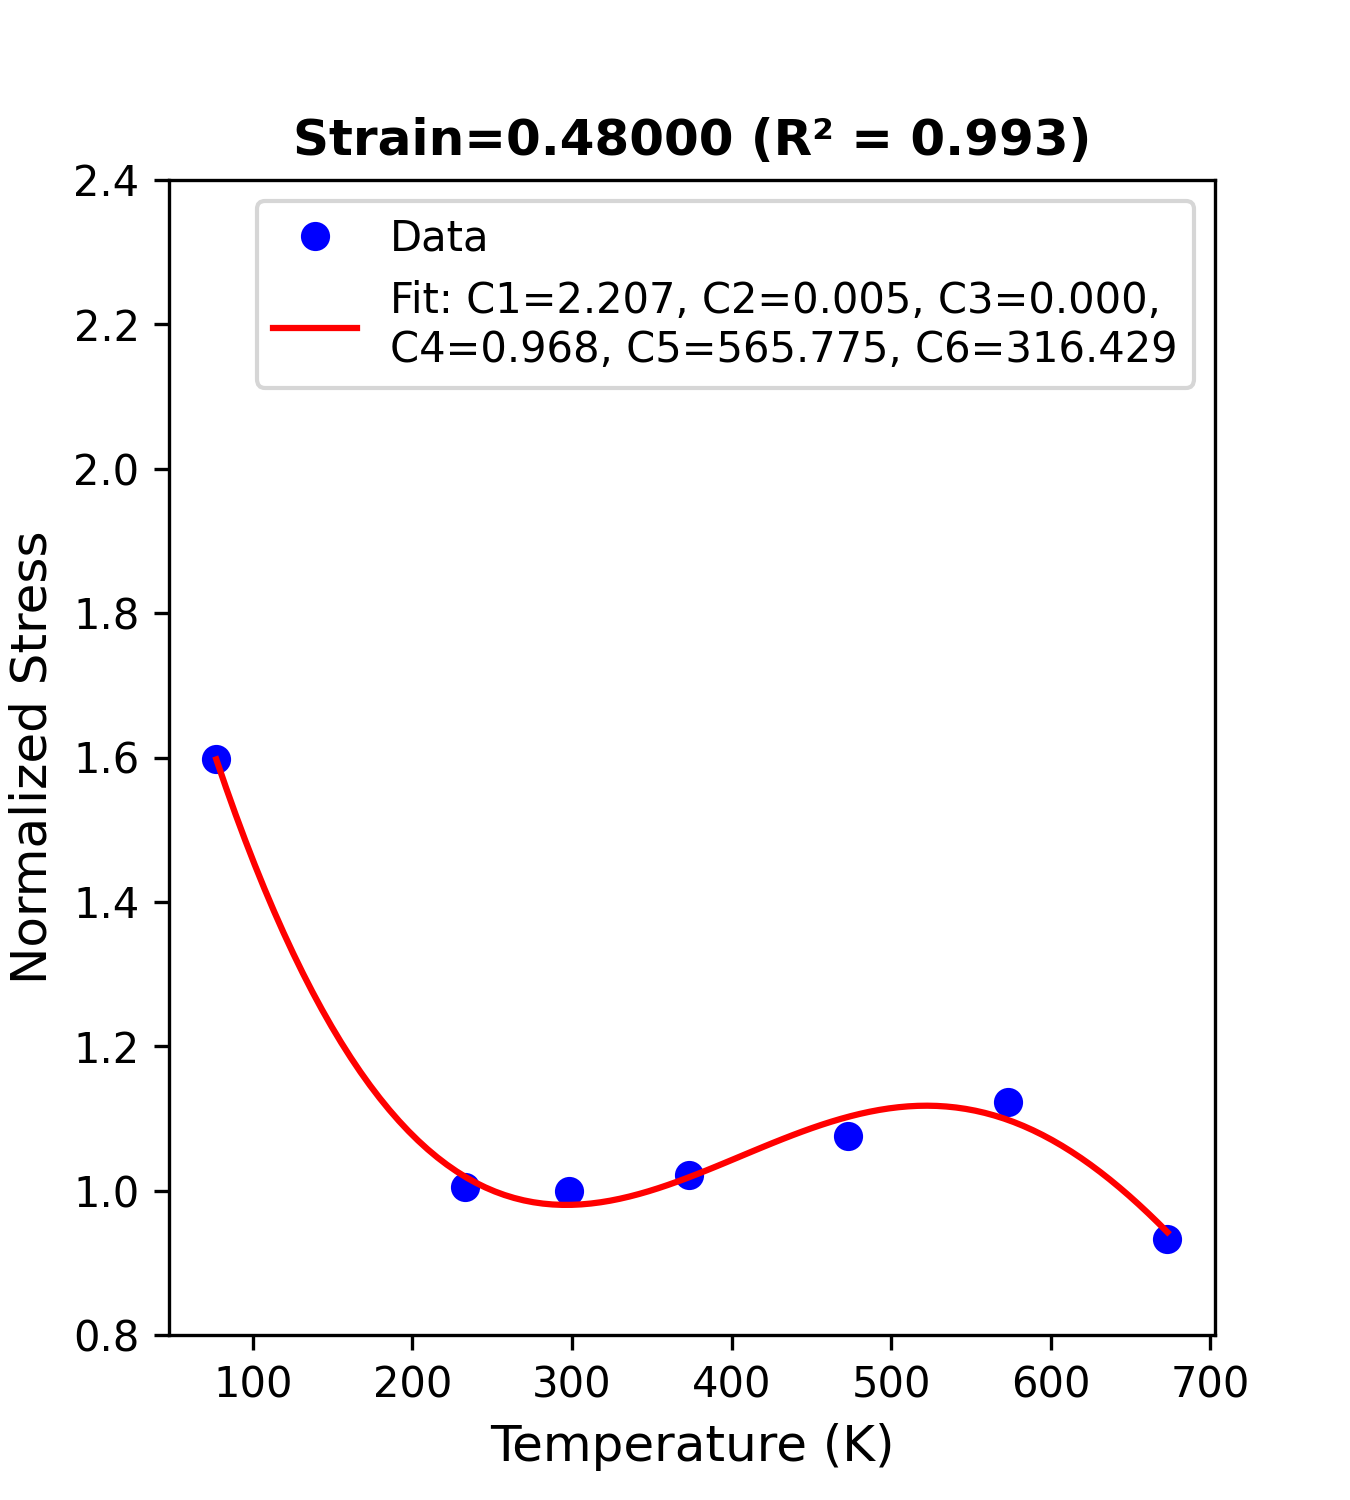 Strain=0.48000 (R² = 0.993)
Data
Fit: C1=2.207, C2=0.005, C3=0.000,
C4=0.968, C5=565.775, C6=316.429
2.4
2.2
2.0
1.8
1.6
1.4
1.2
1.0
0.8
Normalized Stress
100 200 300 400 500 600 700
Temperature (K)